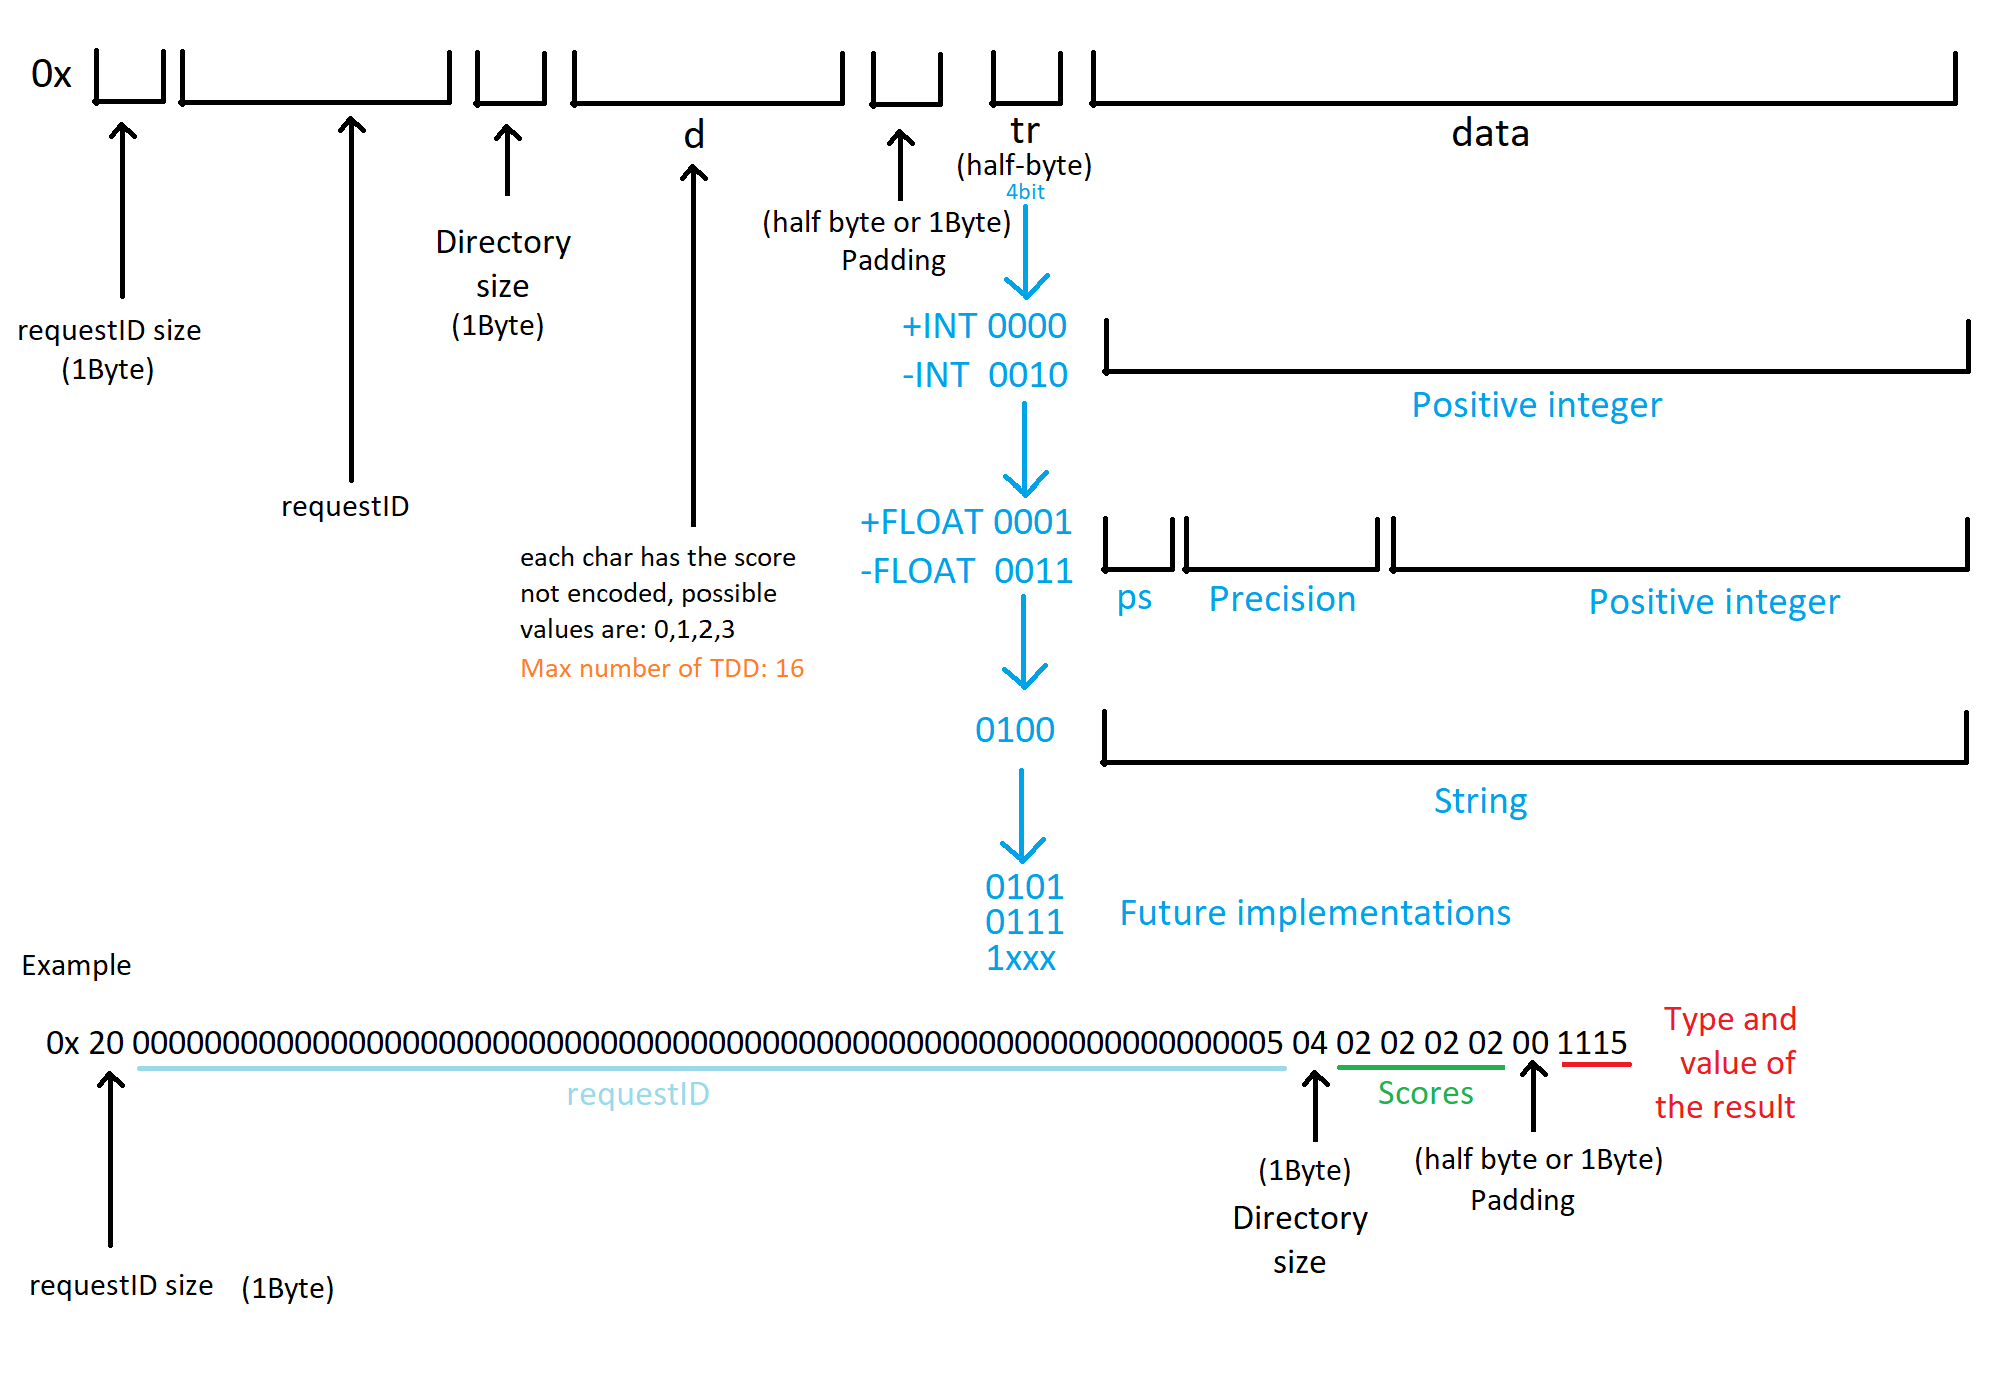 0x
d
tr
data
(half-byte)
4bit
(half byte or 1Byte)
Padding
Directory
size
(1Byte)
requestID size
(1Byte)
+INT 0000
-INT 0010
Positive integer
requestID
+FLOAT 0001
-FLOAT 0011
ps
Precision
Positive integer
each char has the score
not encoded, possible
values are: 0,1,2,3
Max number of TDD: 16
0100
String
0101
0111
1xxx
Future implementations
Example
0x 20 0000000000000000000000000000000000000000000000000000000000000005 04 02 02 02 02 00 1115
Type and
value of
the result
requestID
Scores
(1Byte)
Directory
size
(half byte or 1Byte)
Padding
requestID size (1Byte)